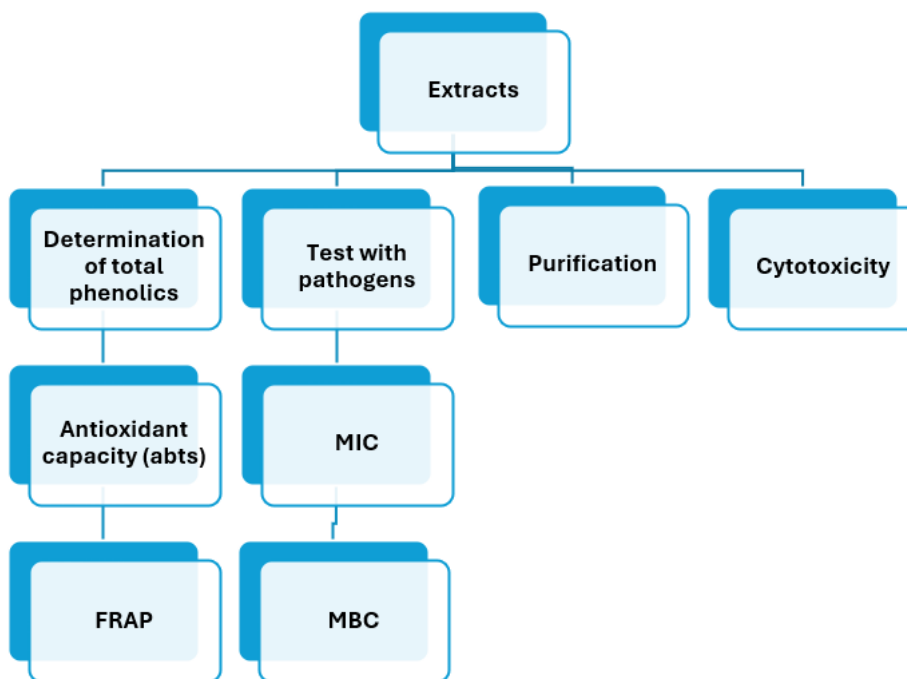 Extracts
Determination
of total
phenolics
Test with
pathogens
Purification
Cytotoxicity
Antioxidant
capacity (abts)
MIC
FRAP
MBC